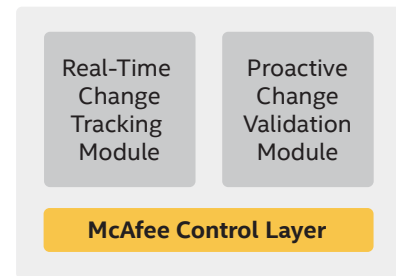 Real-Time
Change
Tracking
Module
Proactive
Change
Validation
Module
McAfee Control Layer